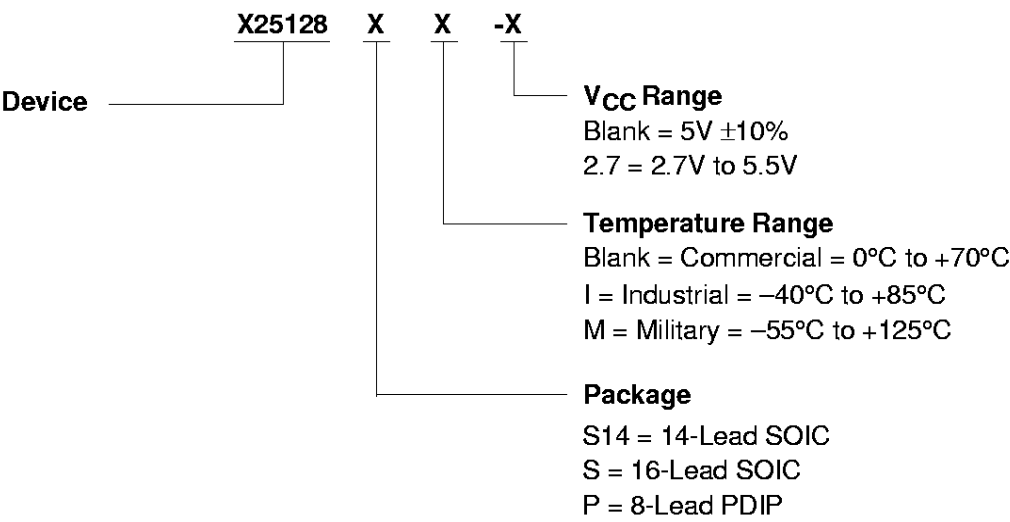 X25128 X X -X
Device
VCC Range
Blank = 5V ±10%
2.7 = 2.7V to 5.5V
Temperature Range
Blank = Commercial = 0°C to +70°C
I = Industrial = –40°C to +85°C
M = Military = –55°C to +125°C
Package
S14 = 14-Lead SOIC
S = 16-Lead SOIC
P = 8-Lead PDIP